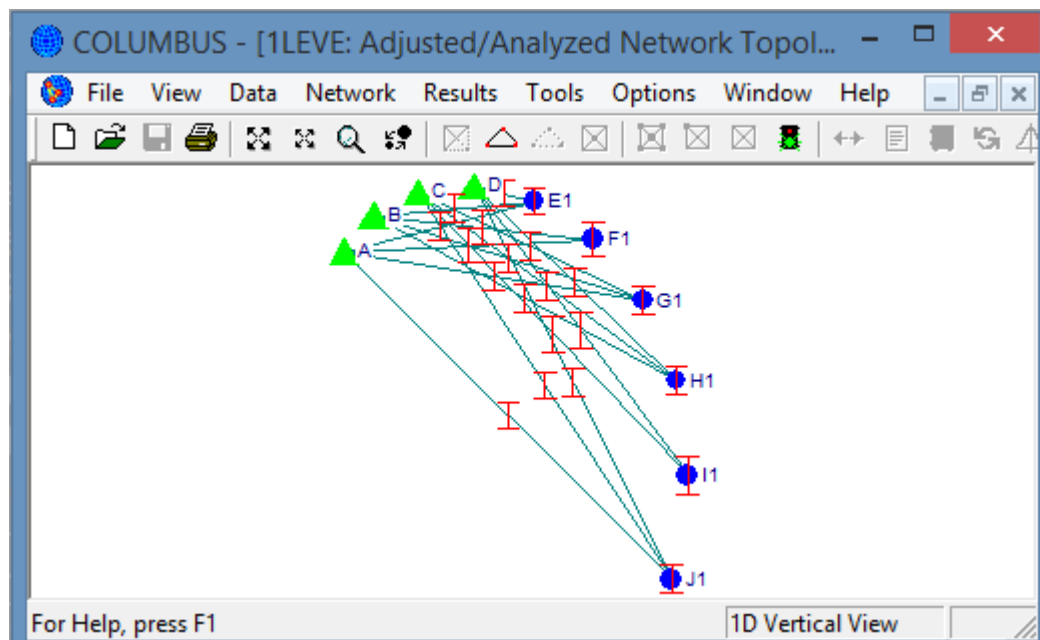 COLUMBUS - [1LEVE: Adjusted/Analyzed Network Topol...
File View Data Network Results Tools Options Window Help
D
C
E1
B
F1
A
G1
H1
I1
J1
For Help, press F1
1D Vertical View